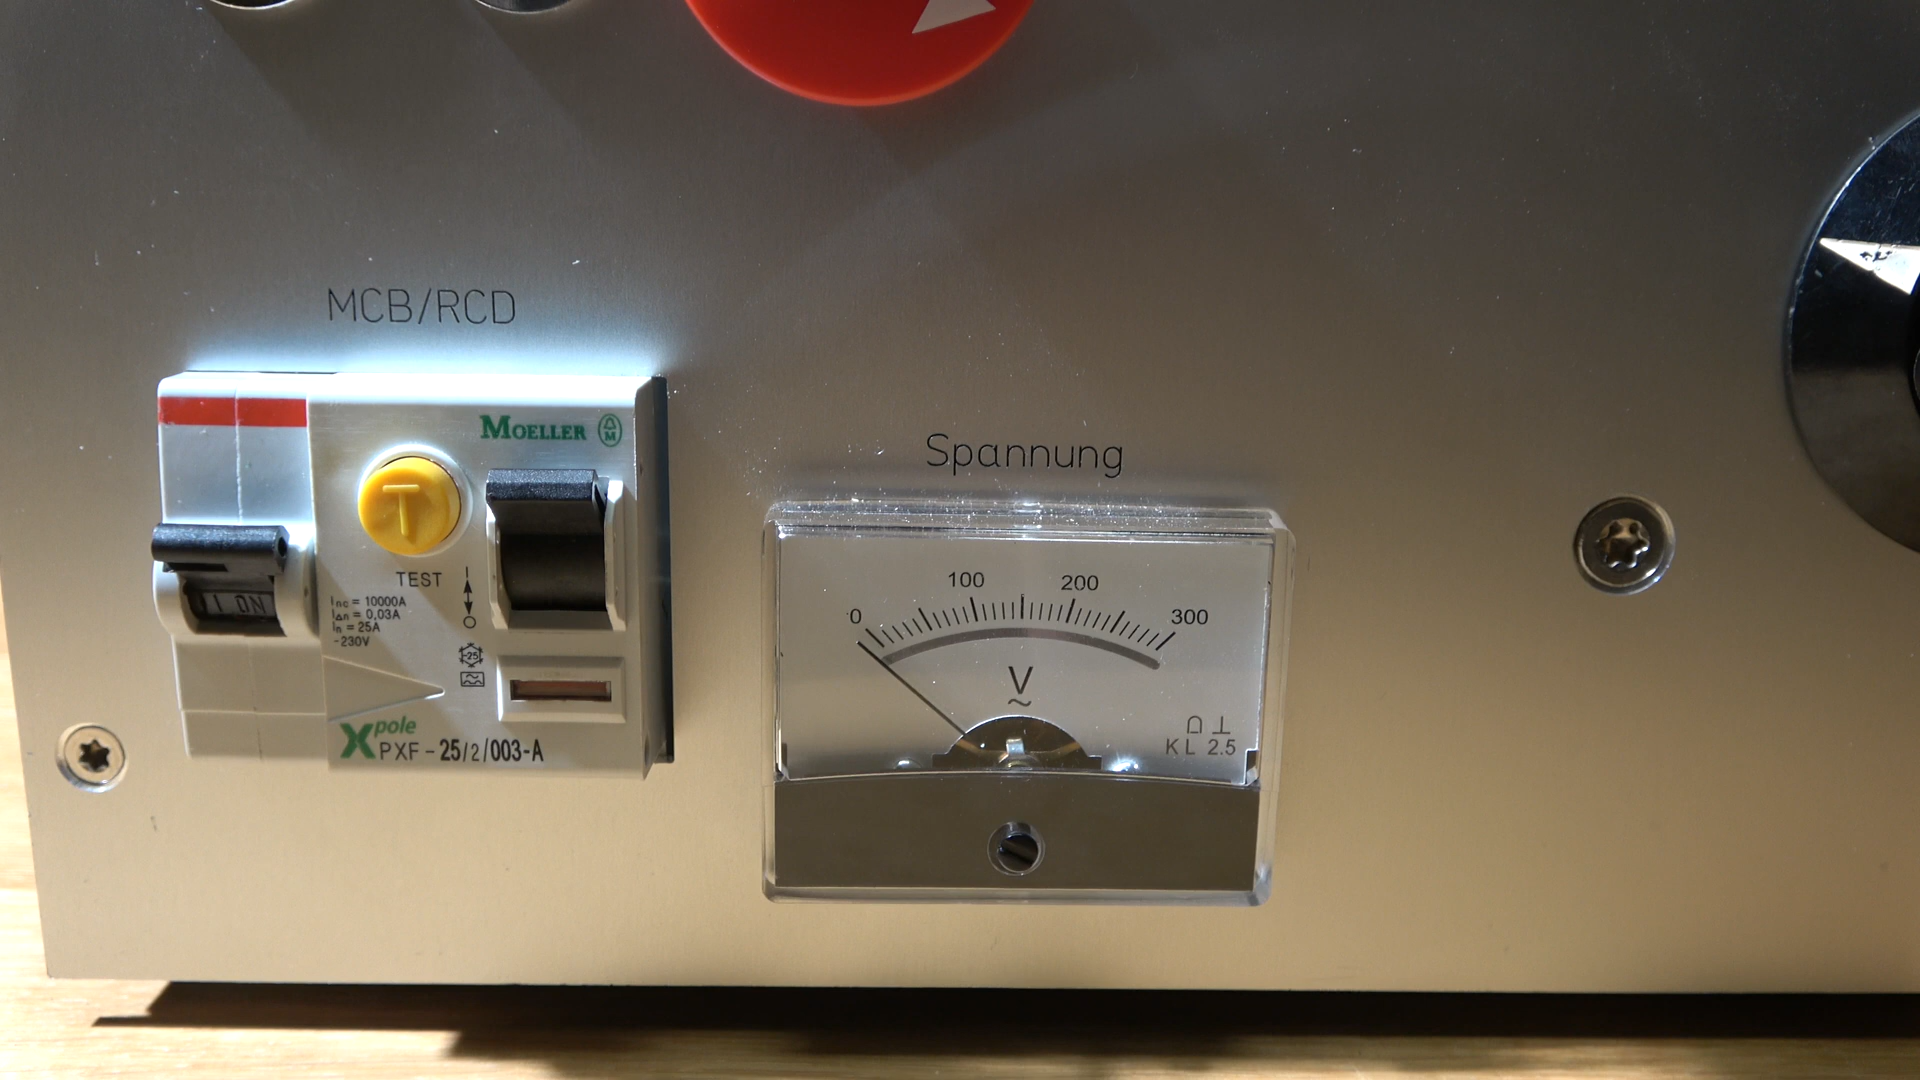 MCB/RCD
MOELLER
M
T
TEST
I
Inc = 10000A
I∆n = 0,03A
In = 25A
~230V
O
-25
I ON
Xpole
PXF-25/2/003-A
Spannung
0 100 200 300
V
~
KL 2.5